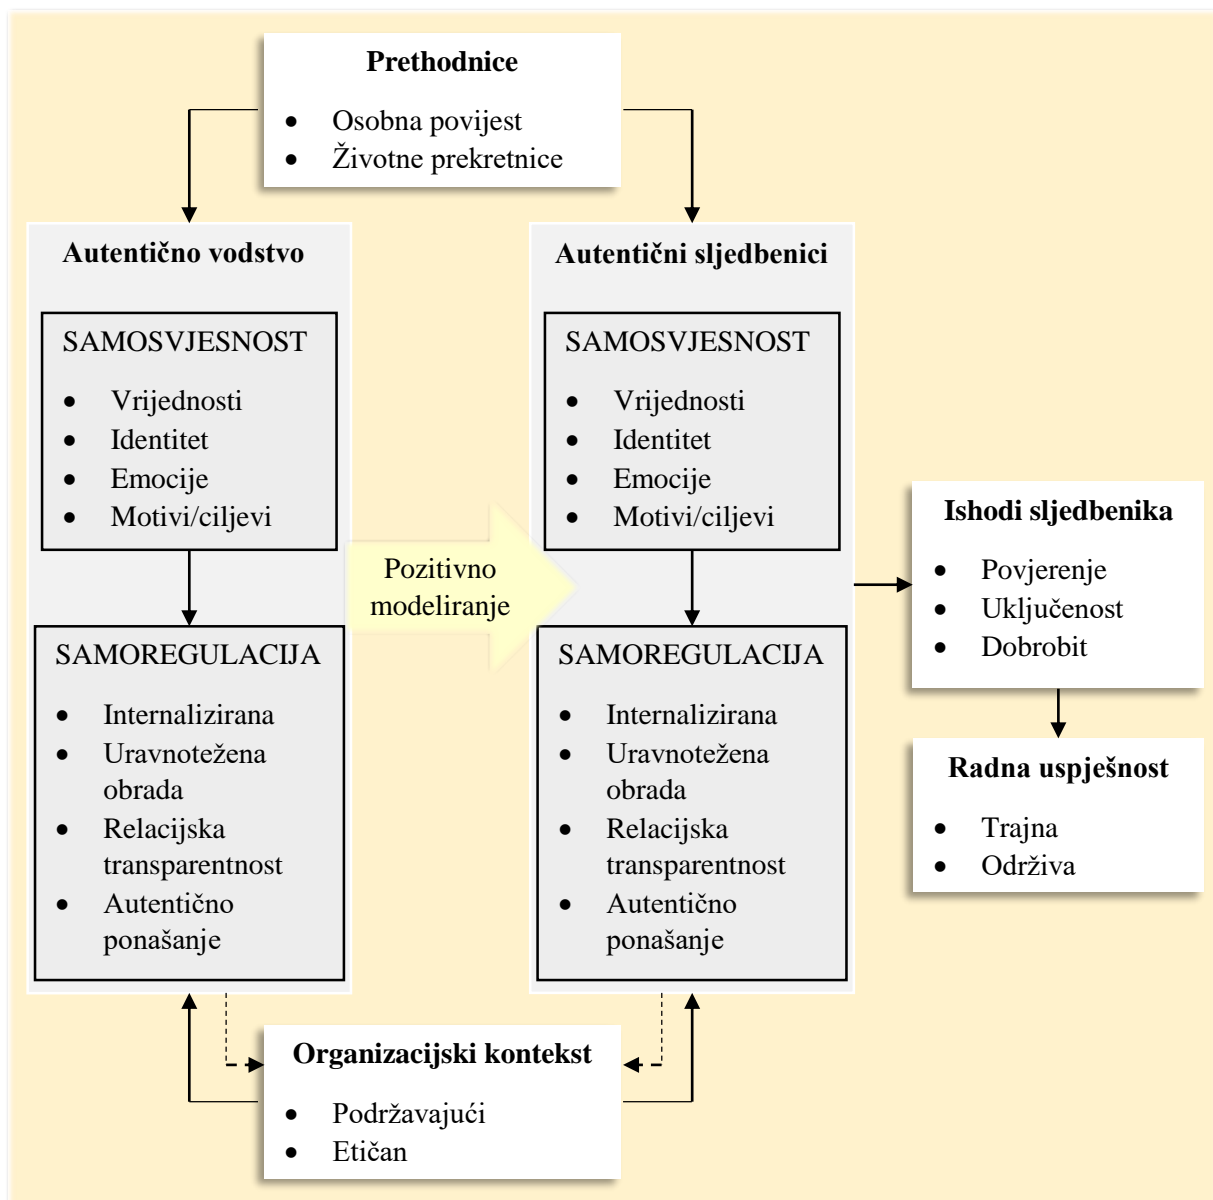 Prethodnice
• Osobna povijest
• Životne prekretnice
Autentično vodstvo
SAMOSVJESNOST
• Vrijednosti
• Identitet
• Emocije
• Motivi/ciljevi
SAMOREGULACIJA
• Internalizirana
• Uravnotežena
obrada
• Relacijska
transparentnost
• Autentično
ponašanje
Pozitivno
modeliranje
Autentični sljedbenici
SAMOSVJESNOST
• Vrijednosti
• Identitet
• Emocije
• Motivi/ciljevi
SAMOREGULACIJA
• Internalizirana
• Uravnotežena
obrada
• Relacijska
transparentnost
• Autentično
ponašanje
Ishodi sljedbenika
• Povjerenje
• Uključenost
• Dobrobit
Radna uspješnost
• Trajna
• Održiva
Organizacijski kontekst
• Podržavajući
• Etičan